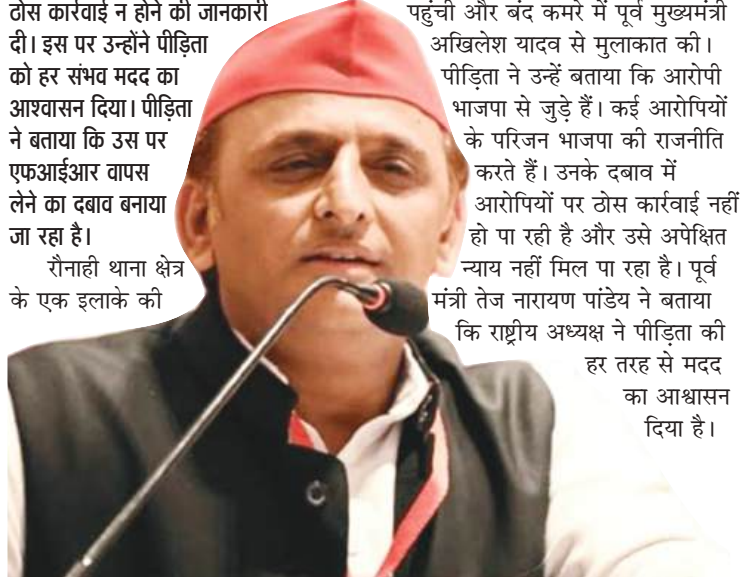 ठोस कार्रवाई न होने की जानकारी
दी। इस पर उन्होंने पीड़िता
को हर संभव मदद का
आश्वासन दिया। पीड़िता
ने बताया कि उस पर
एफआईआर वापस
लेने का दबाव बनाया
जा रहा है।
रौनाही थाना क्षेत्र
के एक इलाके की
पहुंची और बंद कमरे में पूर्व मुख्यमंत्री
अखिलेश यादव से मुलाकात की।
पीड़िता ने उन्हें बताया कि आरोपी
भाजपा से जुड़े हैं। कई आरोपियों
के परिजन भाजपा की राजनीति
करते हैं। उनके दबाव में
आरोपियों पर ठोस कार्रवाई नहीं
हो पा रही है और उसे अपेक्षित
न्याय नहीं मिल पा रहा है। पूर्व
मंत्री तेज नारायण पांडेय ने बताया
कि राष्ट्रीय अध्यक्ष ने पीड़िता की
हर तरह से मदद
का आश्वासन
दिया है।